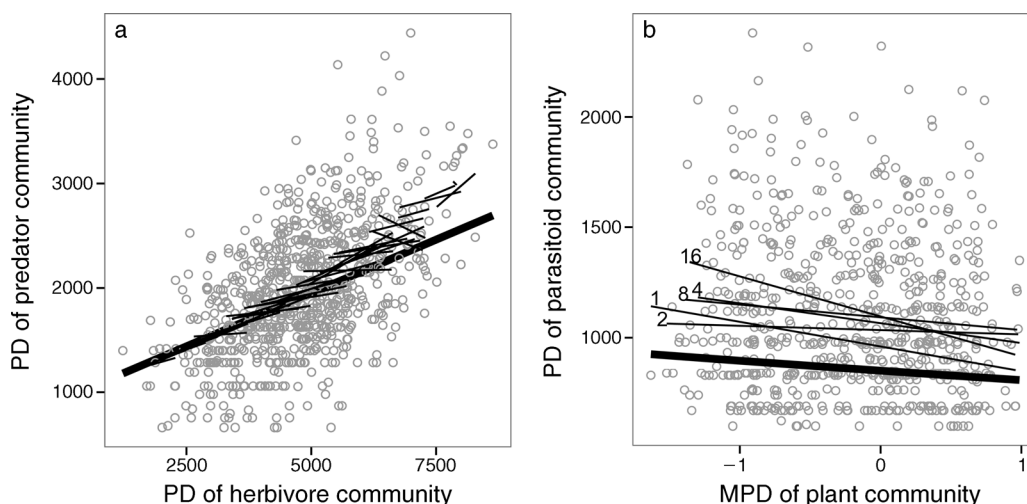 a
4000
3000
2000
1000
PD of predator community
2500 5000 7500
PD of herbivore community
b
2000
1500
1000
PD of parasitoid community
16
1 8 4
2
−1 0 1
MPD of plant community